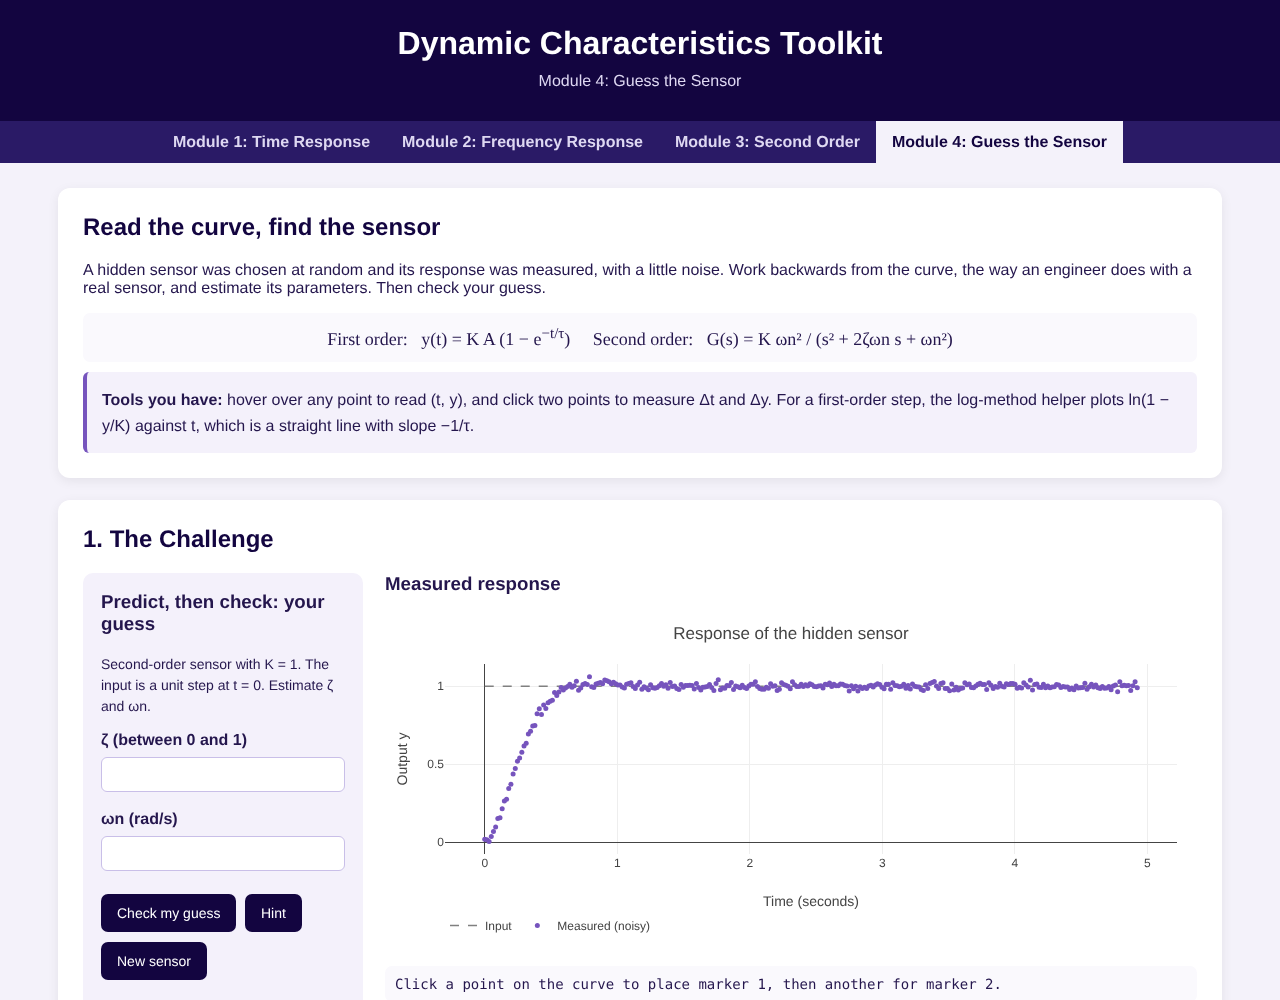 Dynamic Characteristics Toolkit
Module 4: Guess the Sensor
Module 1: Time Response
Module 2: Frequency Response
Module 3: Second Order
Module 4: Guess the Sensor
Read the curve, find the sensor
A hidden sensor was chosen at random and its response was measured, with a little noise. Work backwards from the curve, the way an engineer does with a
real sensor, and estimate its parameters. Then check your guess.
First order: y(t) = K A (1 − e−t/τ) Second order: G(s) = K ωn² / (s² + 2ζωn s + ωn²)
Tools you have: hover over any point to read (t, y), and click two points to measure Δt and Δy. For a first-order step, the log-method helper plots ln(1 −
y/K) against t, which is a straight line with slope −1/τ.
1. The Challenge
Predict, then check: your
guess
Second-order sensor with K = 1. The
input is a unit step at t = 0. Estimate ζ
and ωn.
ζ (between 0 and 1)
ωn (rad/s)
Check my guess
Hint
New sensor
Measured response
Response of the hidden sensor
Output y
1
0.5
0
0 1 2 3 4 5
Time (seconds)
Input
Measured (noisy)
Click a point on the curve to place marker 1, then another for marker 2.